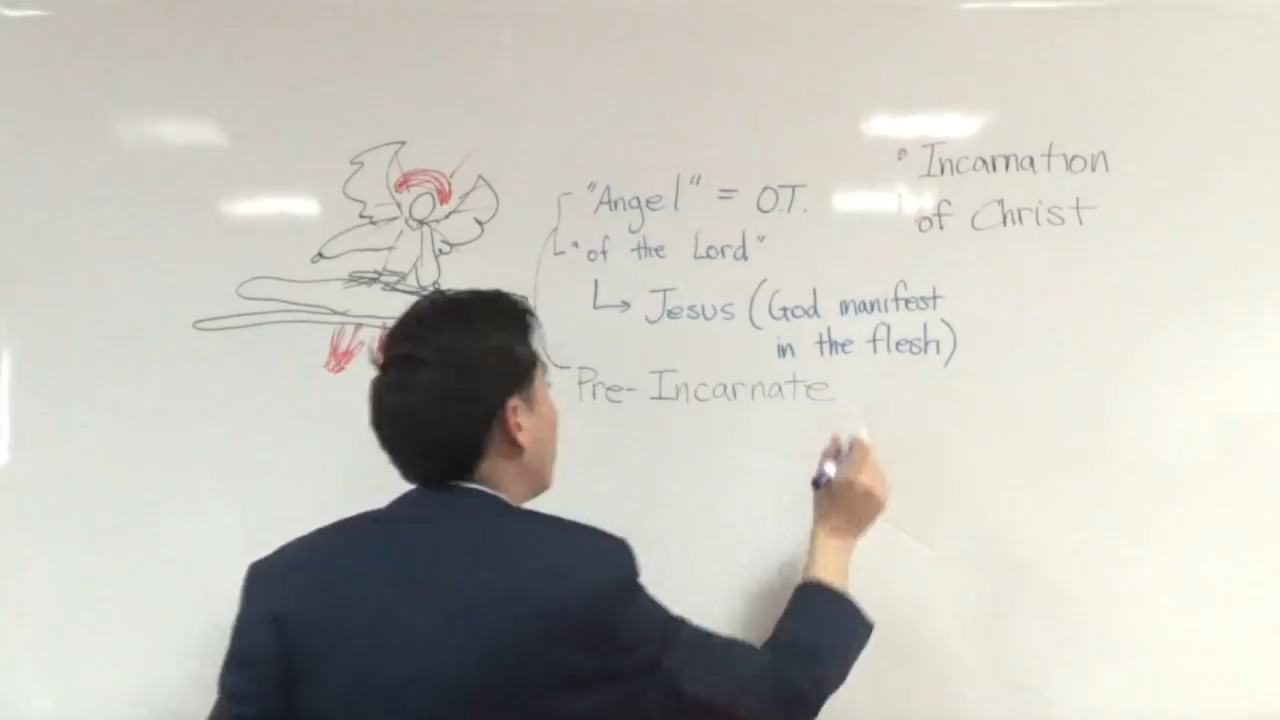 "Angel" = O.T.
"of the Lord"
↳ Jesus (God manifest
in the flesh)
Pre-Incarnate
° Incarnation
of Christ